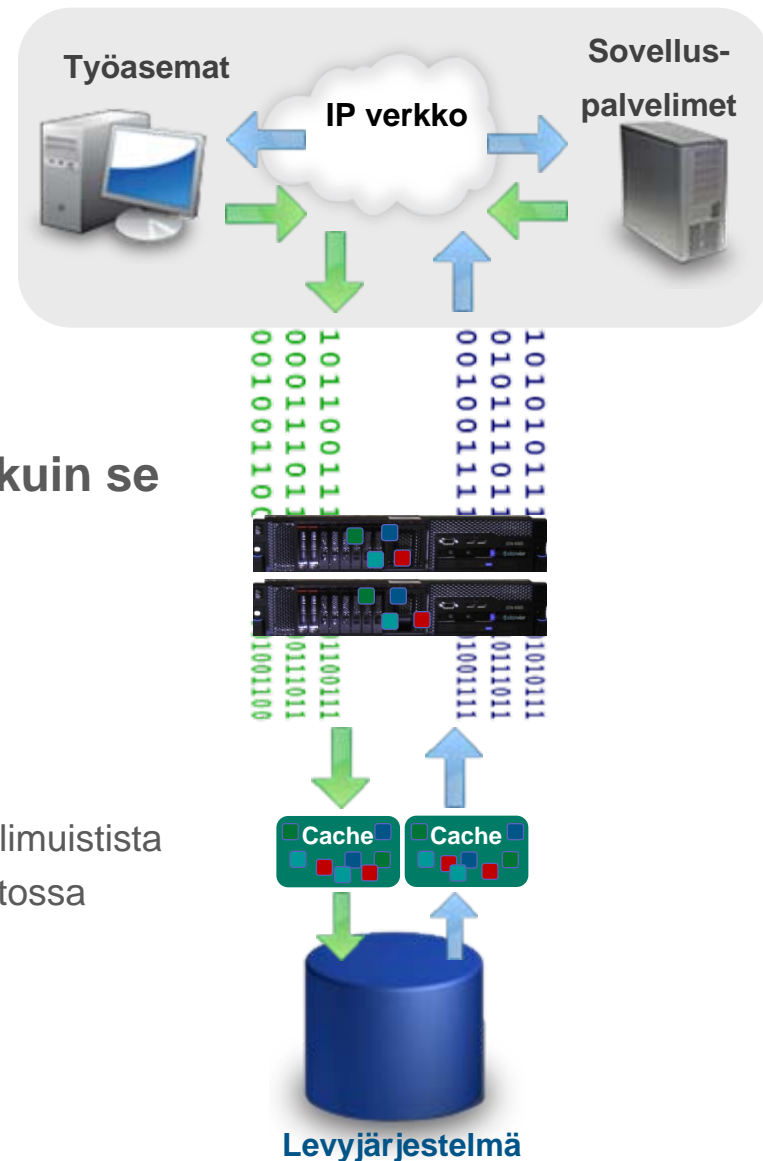 Työasemat
Sovellus-
palvelimet
IP verkko
kuin se
limuistista
tossa
Cache
Cache
Levyjärjestelmä